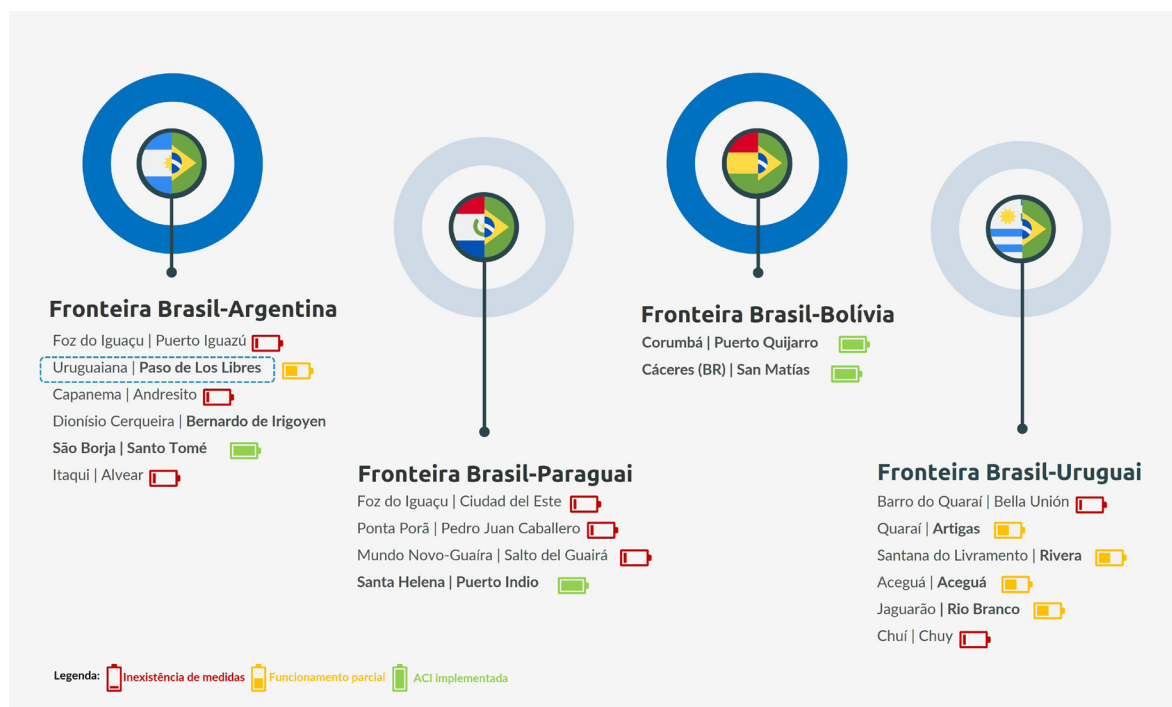 Fronteira Brasil-Argentina
Foz do Iguaçu | Puerto Iguazú
Uruguaiana | Paso de Los Libres
Capanema | Andresito
Dionísio Cerqueira | Bernardo de Irigoyen
São Borja | Santo Tomé
Itaqui | Alvear
Fronteira Brasil-Paraguai
Foz do Iguaçu | Ciudad del Este
Ponta Porã | Pedro Juan Caballero
Mundo Novo-Guaíra | Salto del Guairá
Santa Helena | Puerto Indio
Fronteira Brasil-Bolívia
Corumbá | Puerto Quijarro
Cáceres (BR) | San Matías
Fronteira Brasil-Uruguai
Barro do Quaraí | Bella Unión
Quaraí | Artigas
Santana do Livramento | Rivera
Aceguá | Aceguá
Jaguarão | Rio Branco
Chuí | Chuy
Legenda: Inexistência de medidas Funcionamento parcial ACI implementada